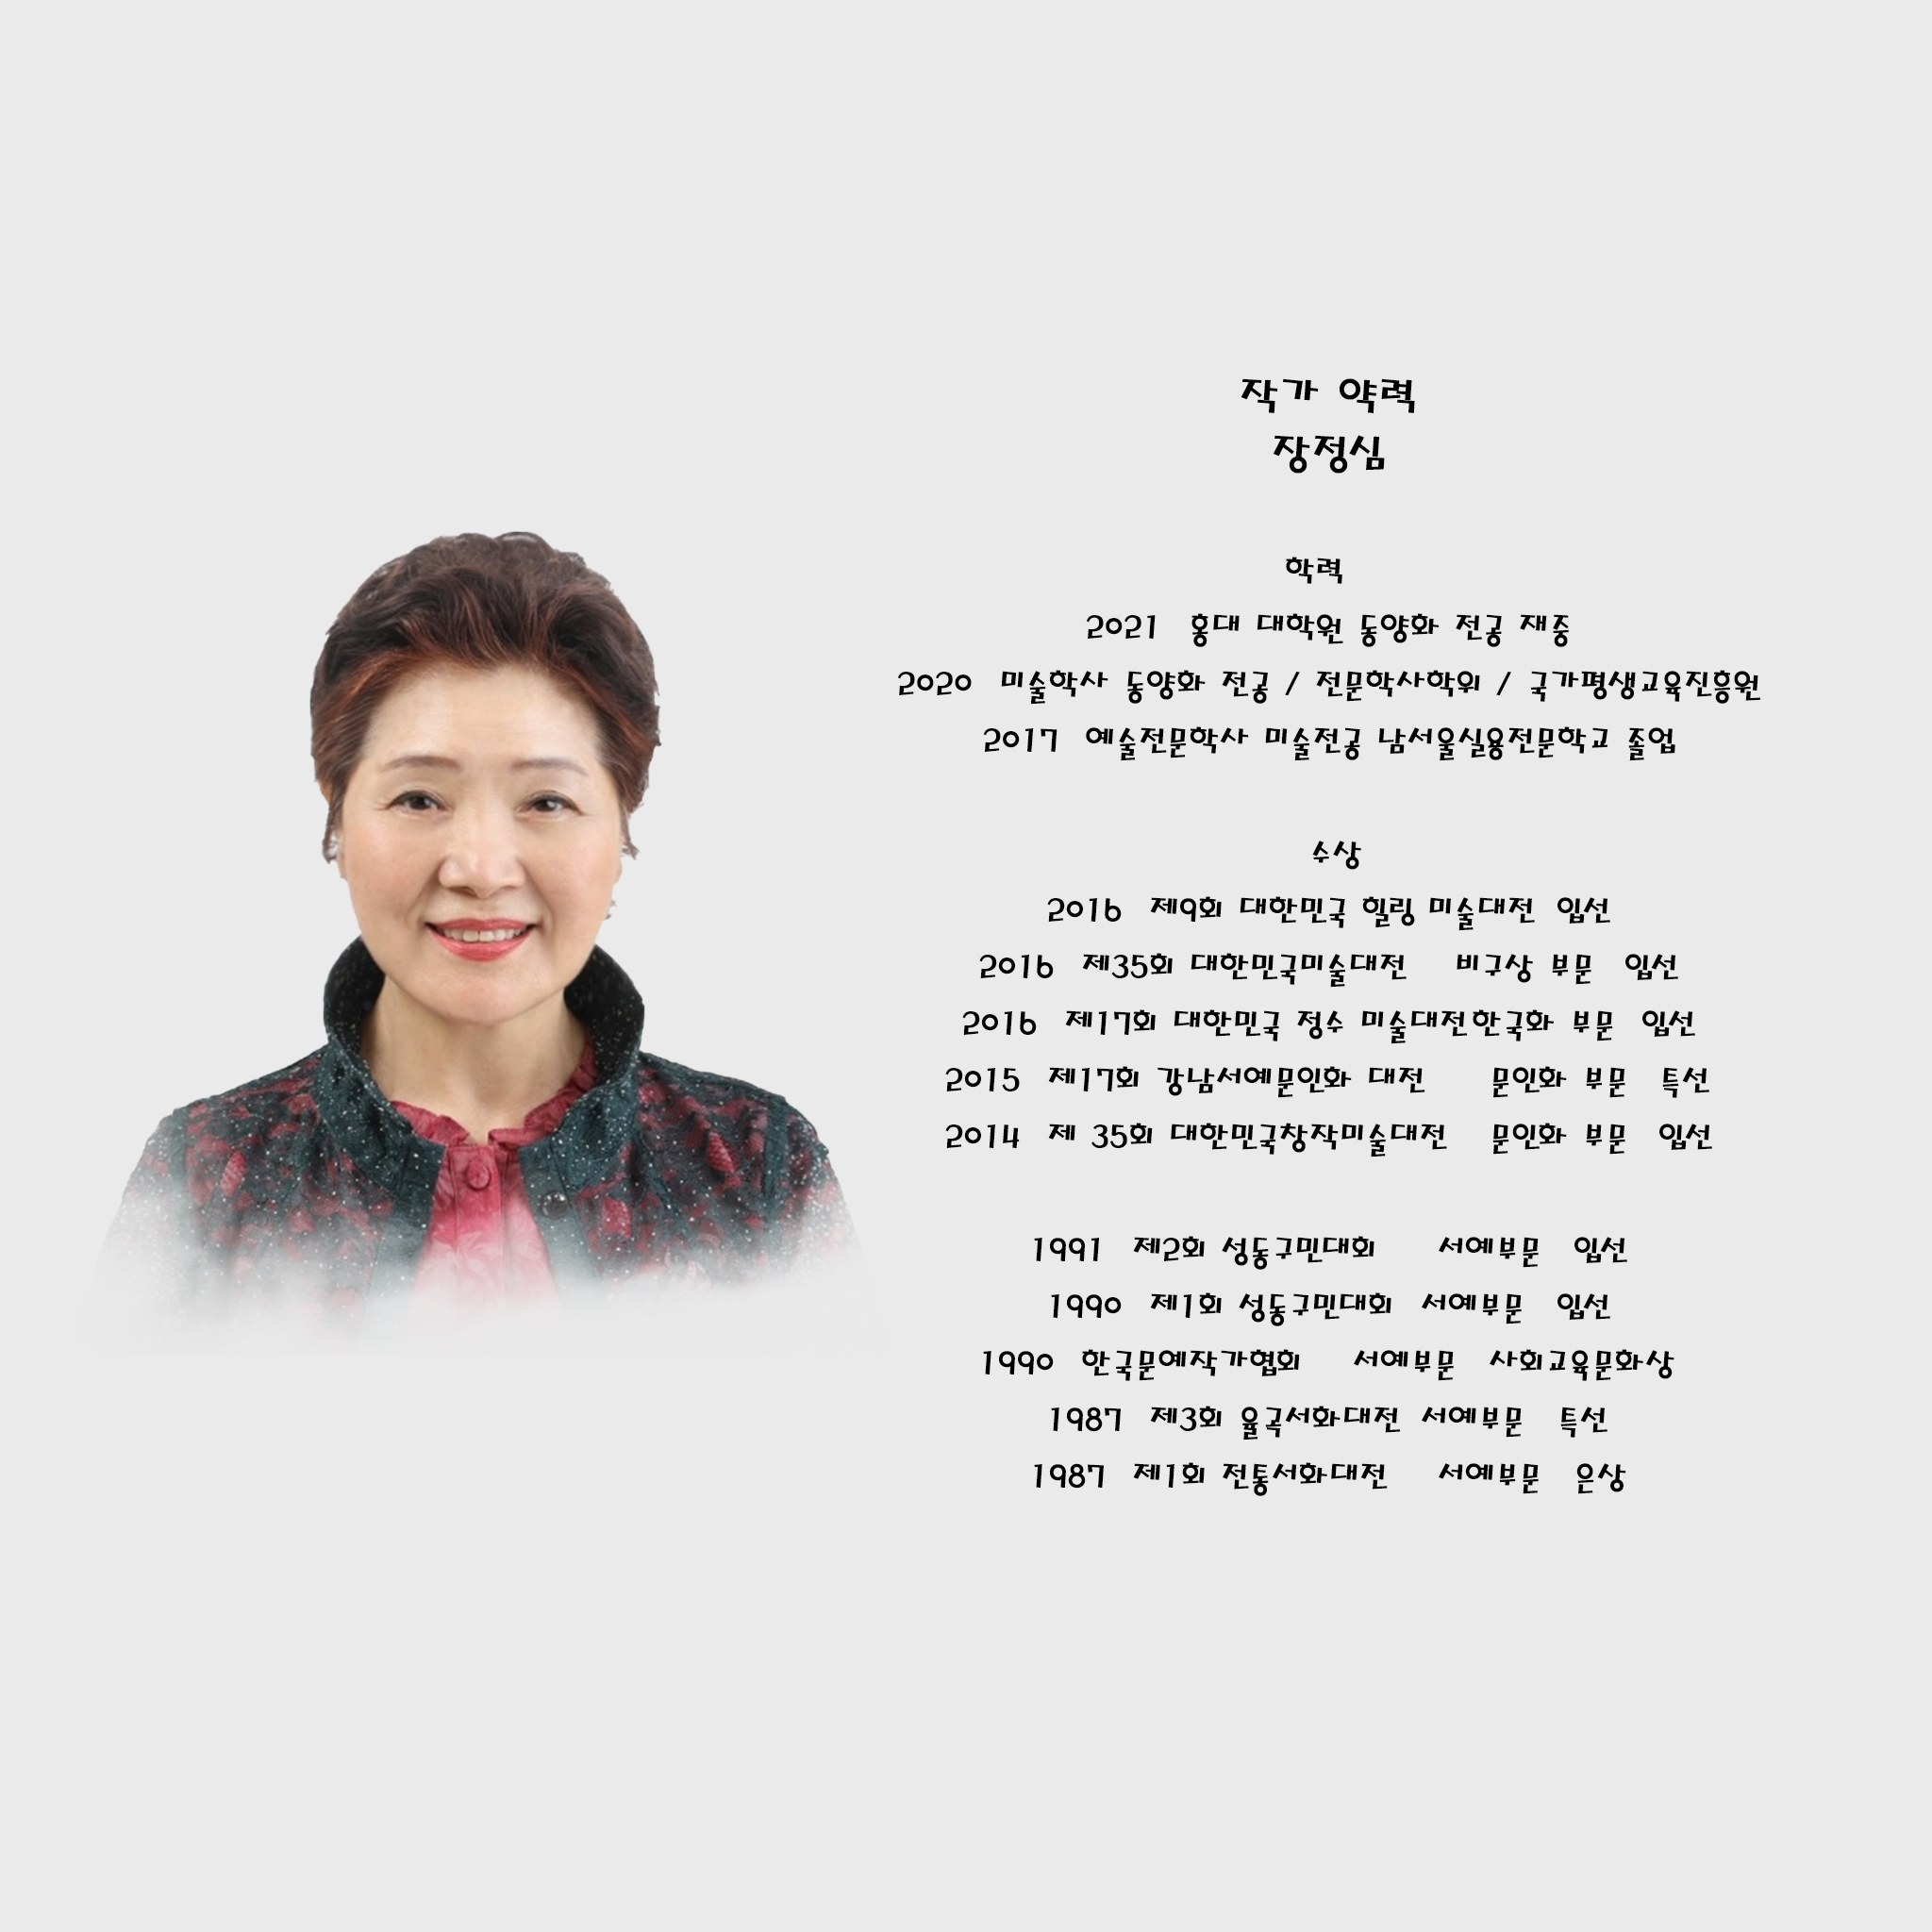 작가 약력
장정심
학력
2021 홍대 대학원 동양화 전공 재중
2020 미술학사 동양화 전공 / 전문학사학위 / 국가평생교육진흥원
2017 예술전문학사 미술전공 남서울실용전문학교 졸업
수상
2016 제9회 대한민국 힐링 미술대전 입선
2016 제35회 대한민국미술대전 비구상 부문 입선
2016 제17회 대한민국 정수 미술대전한국화 부문 입선
2015 제17회 강남서예문인화 대전 문인화 부문 특선
2014 제 35회 대한민국창작미술대전 문인화 부문 입선
1991 제2회 성동구민대회 서예부문 입선
1990 제1회 성동구민대회 서예부문 입선
1990 한국문예작가협회 서예부문 사회교육문화상
1987 제3회 율곡서화대전 서예부문 특선
1987 제1회 전통서화대전 서예부문 은상